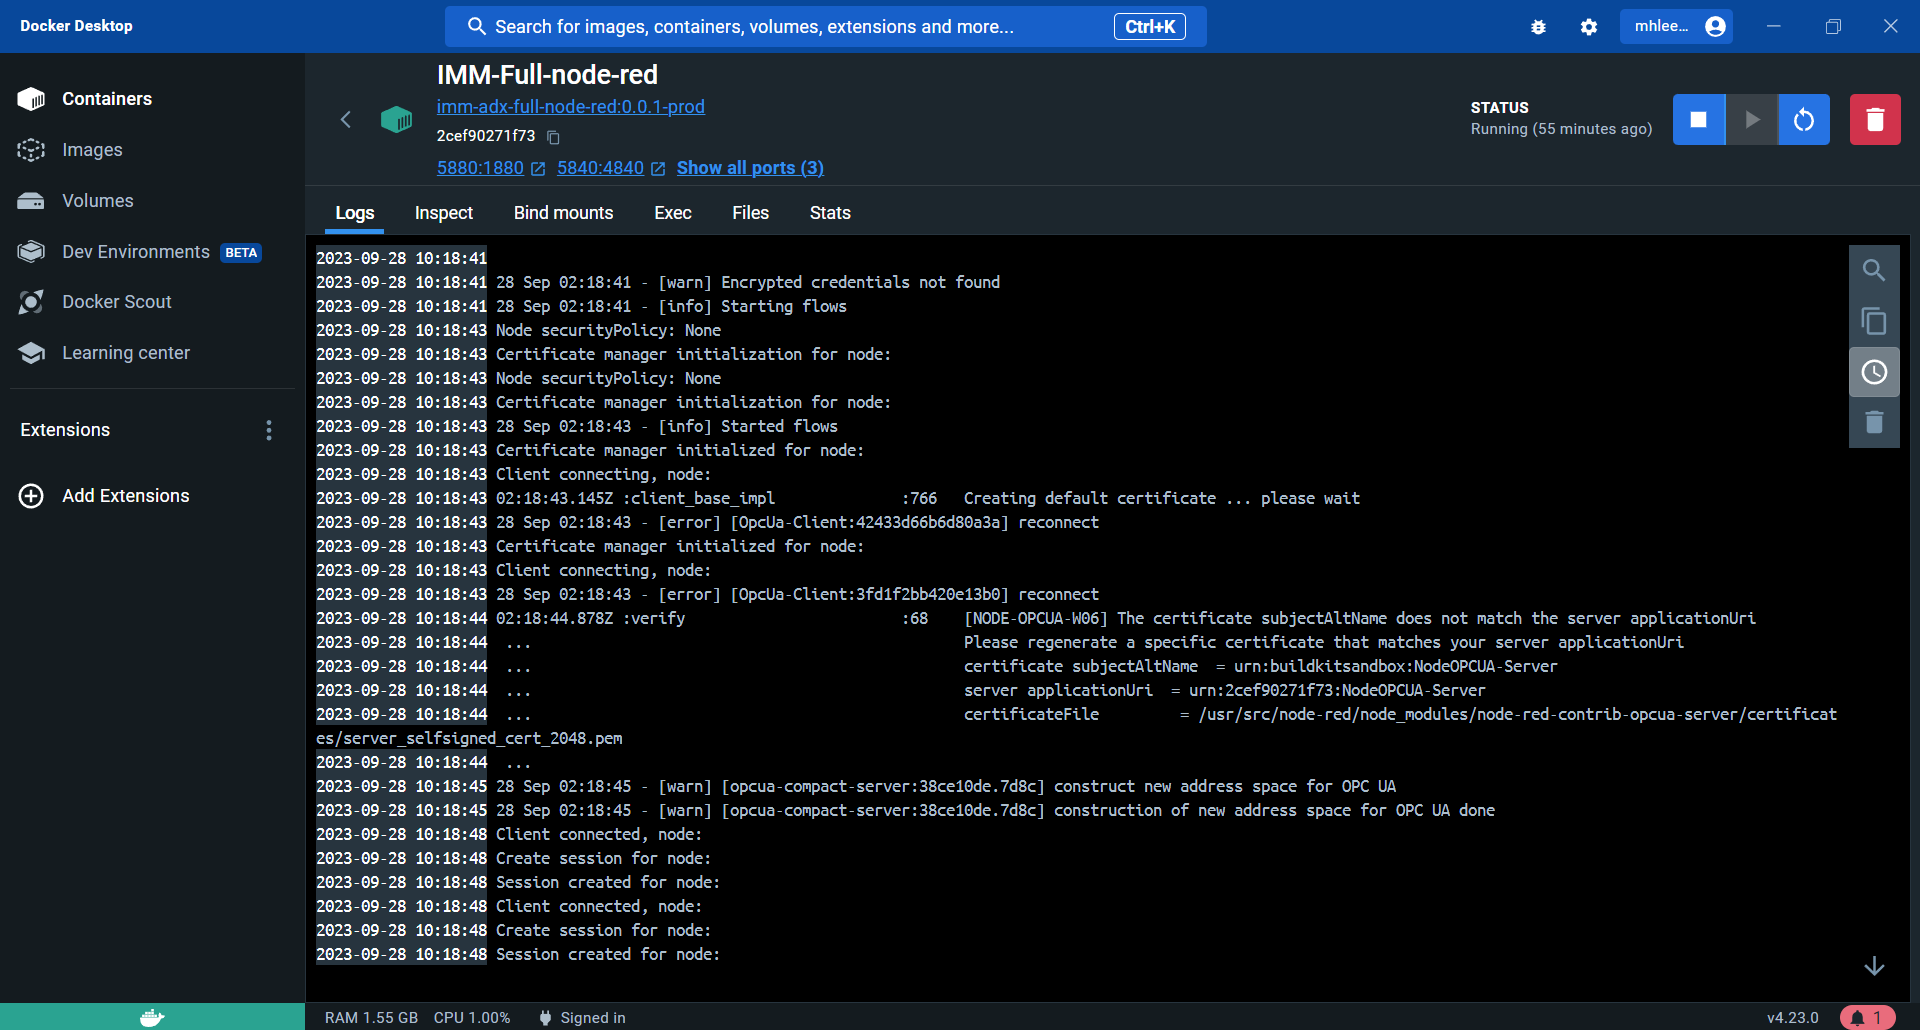 Docker Desktop
Search for images, containers, volumes, extensions and more...
Ctrl+K
mhlee...
Containers
Images
Volumes
Dev Environments BETA
Docker Scout
Learning center
Extensions
Add Extensions
IMM-Full-node-red
imm-adx-full-node-red:0.0.1-prod
2cef90271f73
5880:1880 5840:4840 Show all ports (3)
STATUS
Running (55 minutes ago)
Logs Inspect Bind mounts Exec Files Stats
2023-09-28 10:18:41
2023-09-28 10:18:41 28 Sep 02:18:41 - [warn] Encrypted credentials not found
2023-09-28 10:18:41 28 Sep 02:18:41 - [info] Starting flows
2023-09-28 10:18:43 Node securityPolicy: None
2023-09-28 10:18:43 Certificate manager initialization for node:
2023-09-28 10:18:43 Node securityPolicy: None
2023-09-28 10:18:43 Certificate manager initialization for node:
2023-09-28 10:18:43 28 Sep 02:18:43 - [info] Started flows
2023-09-28 10:18:43 Certificate manager initialized for node:
2023-09-28 10:18:43 Client connecting, node:
2023-09-28 10:18:43 02:18:43.145Z :client_base_impl :766 Creating default certificate ... please wait
2023-09-28 10:18:43 28 Sep 02:18:43 - [error] [OpcUa-Client:42433d66b6d80a3a] reconnect
2023-09-28 10:18:43 Certificate manager initialized for node:
2023-09-28 10:18:43 Client connecting, node:
2023-09-28 10:18:43 28 Sep 02:18:43 - [error] [OpcUa-Client:3fd1f2bb420e13b0] reconnect
2023-09-28 10:18:44 02:18:44.878Z :verify :68 [NODE-OPCUA-W06] The certificate subjectAltName does not match the server applicationUri
2023-09-28 10:18:44 ... Please regenerate a specific certificate that matches your server applicationUri
2023-09-28 10:18:44 ... certificate subjectAltName = urn:buildkitsandbox:NodeOPCUA-Server
2023-09-28 10:18:44 ... server applicationUri = urn:2cef90271f73:NodeOPCUA-Server
2023-09-28 10:18:44 ... certificateFile = /usr/src/node-red/node_modules/node-red-contrib-opcua-server/certificat
es/server_selfsigned_cert_2048.pem
2023-09-28 10:18:44 ...
2023-09-28 10:18:45 28 Sep 02:18:45 - [warn] [opcua-compact-server:38ce10de.7d8c] construct new address space for OPC UA
2023-09-28 10:18:45 28 Sep 02:18:45 - [warn] [opcua-compact-server:38ce10de.7d8c] construction of new address space for OPC UA done
2023-09-28 10:18:48 Client connected, node:
2023-09-28 10:18:48 Create session for node:
2023-09-28 10:18:48 Session created for node:
2023-09-28 10:18:48 Client connected, node:
2023-09-28 10:18:48 Create session for node:
2023-09-28 10:18:48 Session created for node:
RAM 1.55 GB CPU 1.00% Signed in
v4.23.0
1